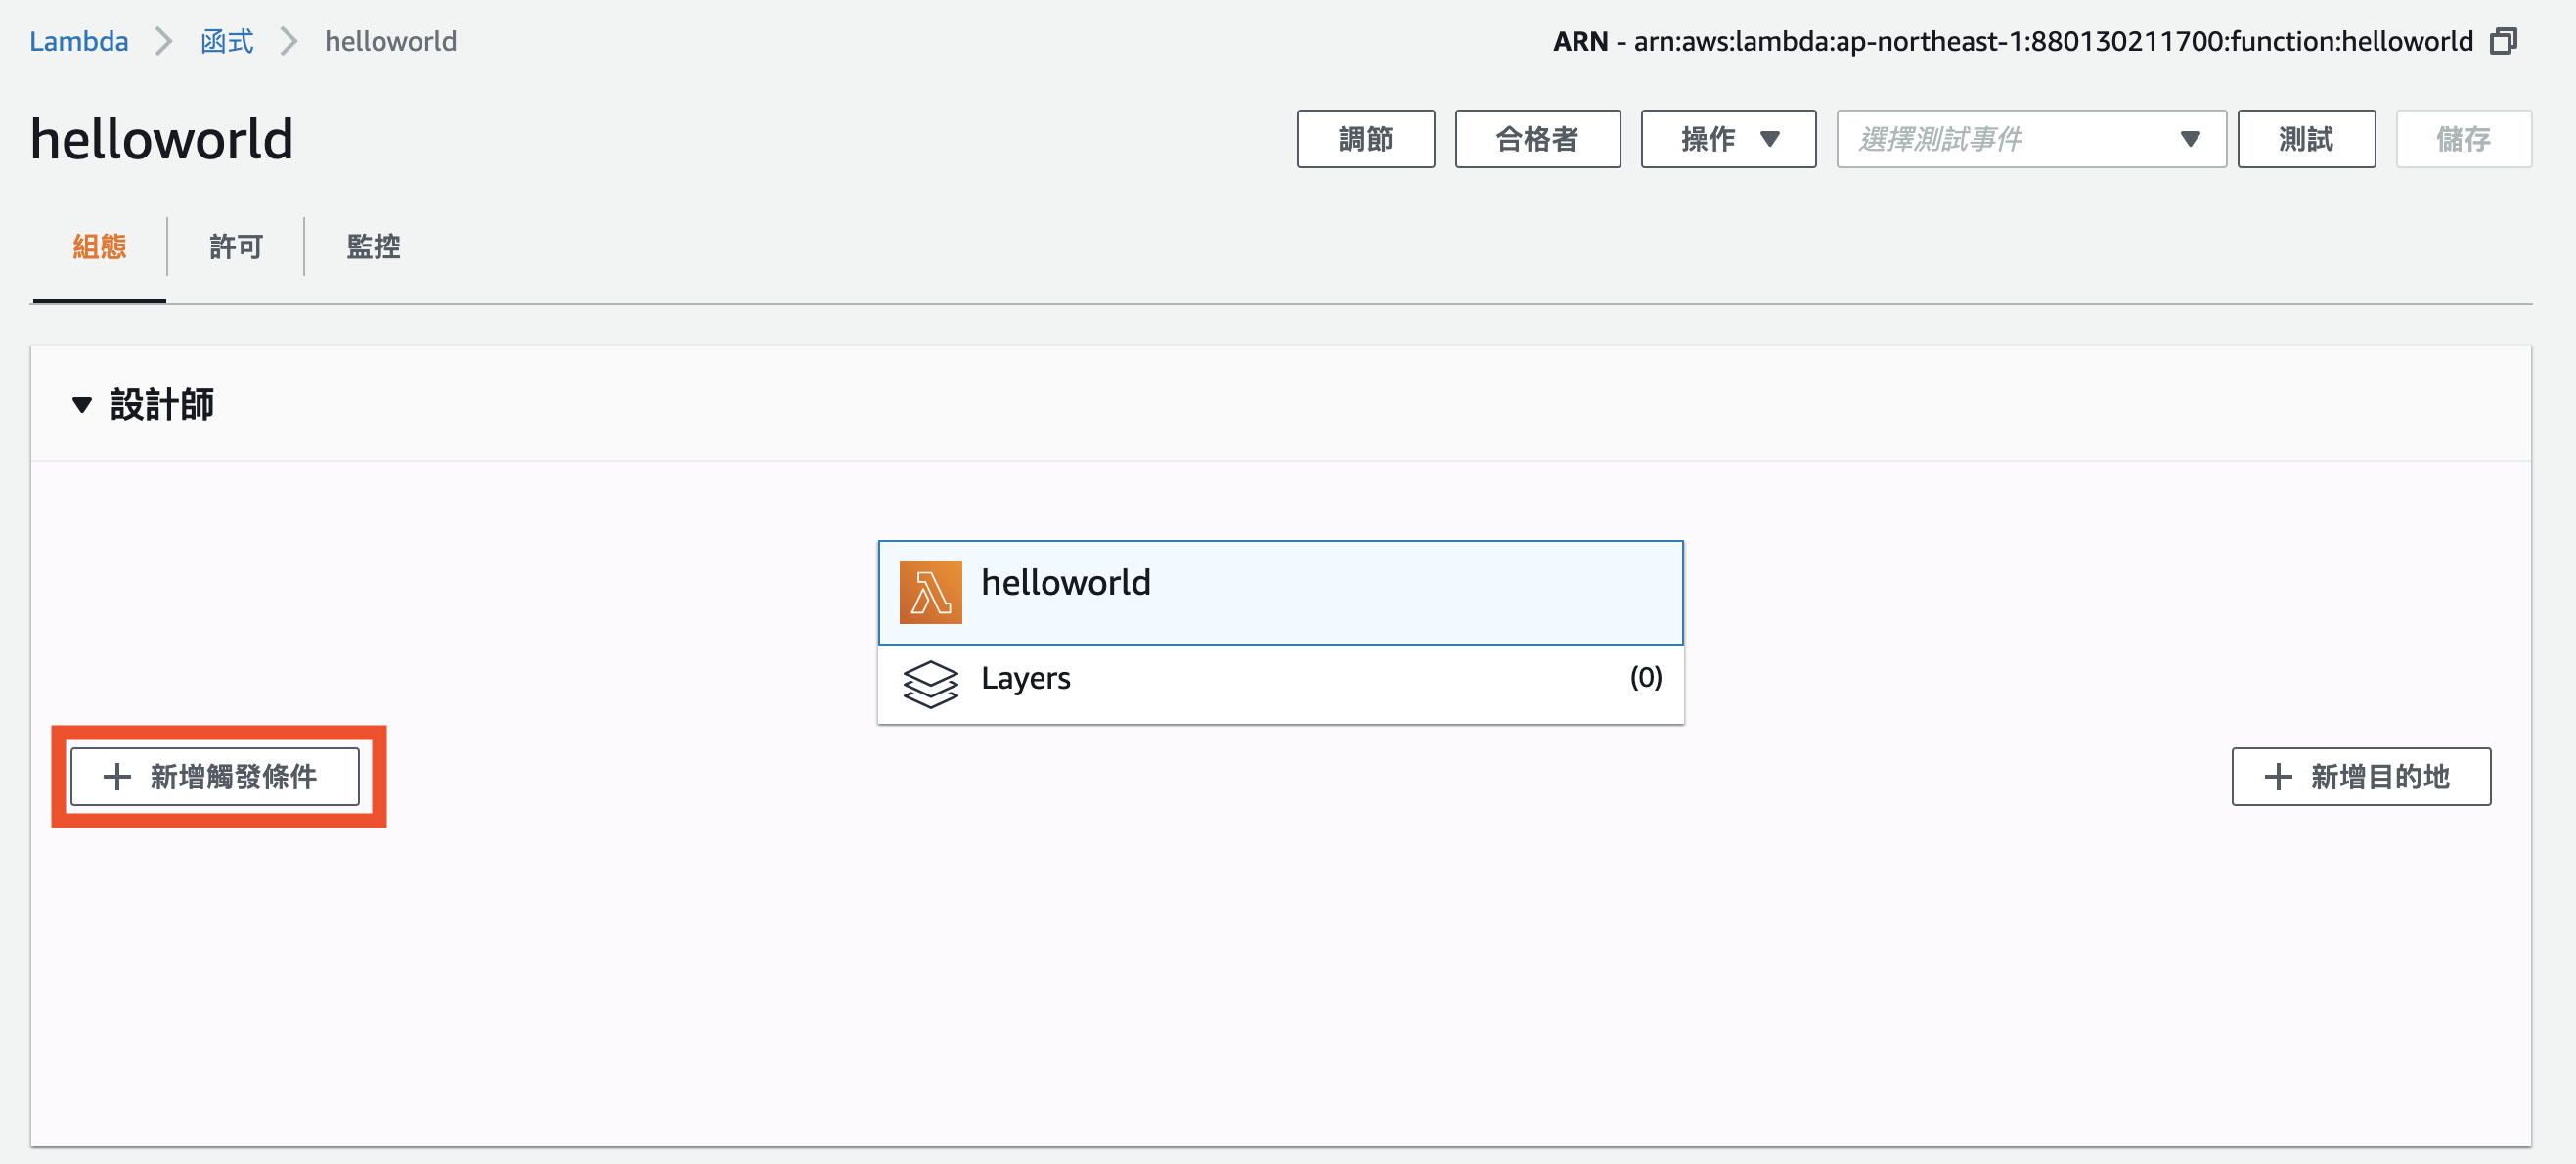 Lambda 函式 helloworld
ARN - arn:aws:lambda:ap-northeast-1:880130211700:function:helloworld
helloworld
調節 合格者 操作 選擇測試事件 測試 儲存
組態 許可 監控
設計師
helloworld
Layers (0)
新增觸發條件 新增目的地